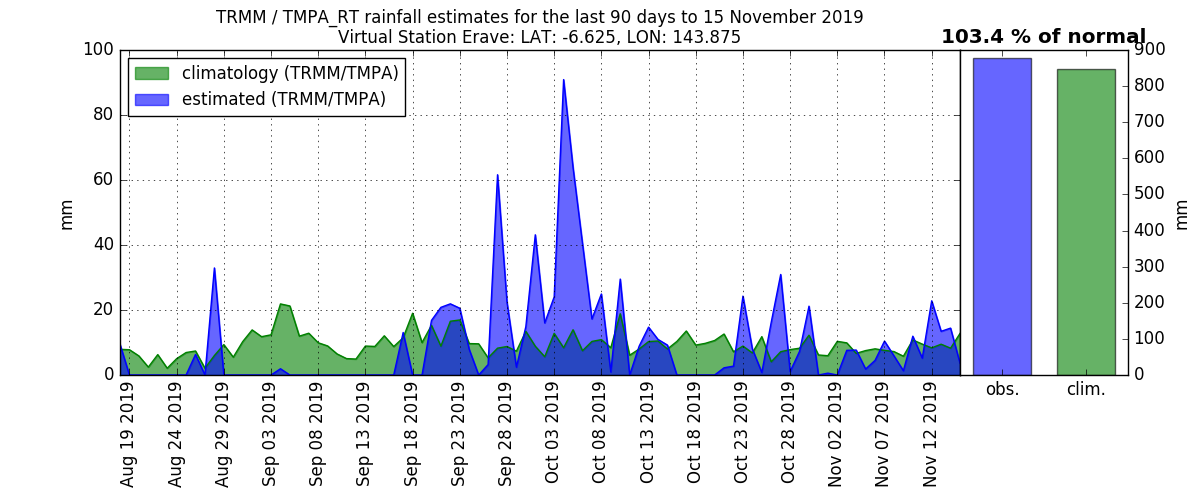 TRMM / TMPA_RT rainfall estimates for the last 90 days to 15 November 2019
Virtual Station Erave: LAT: -6.625, LON: 143.875
103.4 % of normal
climatology (TRMM/TMPA)
estimated (TRMM/TMPA)
100
80
60
40
20
0
mm
Aug 19 2019
Aug 24 2019
Aug 29 2019
Sep 03 2019
Sep 08 2019
Sep 13 2019
Sep 18 2019
Sep 23 2019
Sep 28 2019
Oct 03 2019
Oct 08 2019
Oct 13 2019
Oct 18 2019
Oct 23 2019
Oct 28 2019
Nov 02 2019
Nov 07 2019
Nov 12 2019
obs.
clim.
900
800
700
600
500
400
300
200
100
0
mm